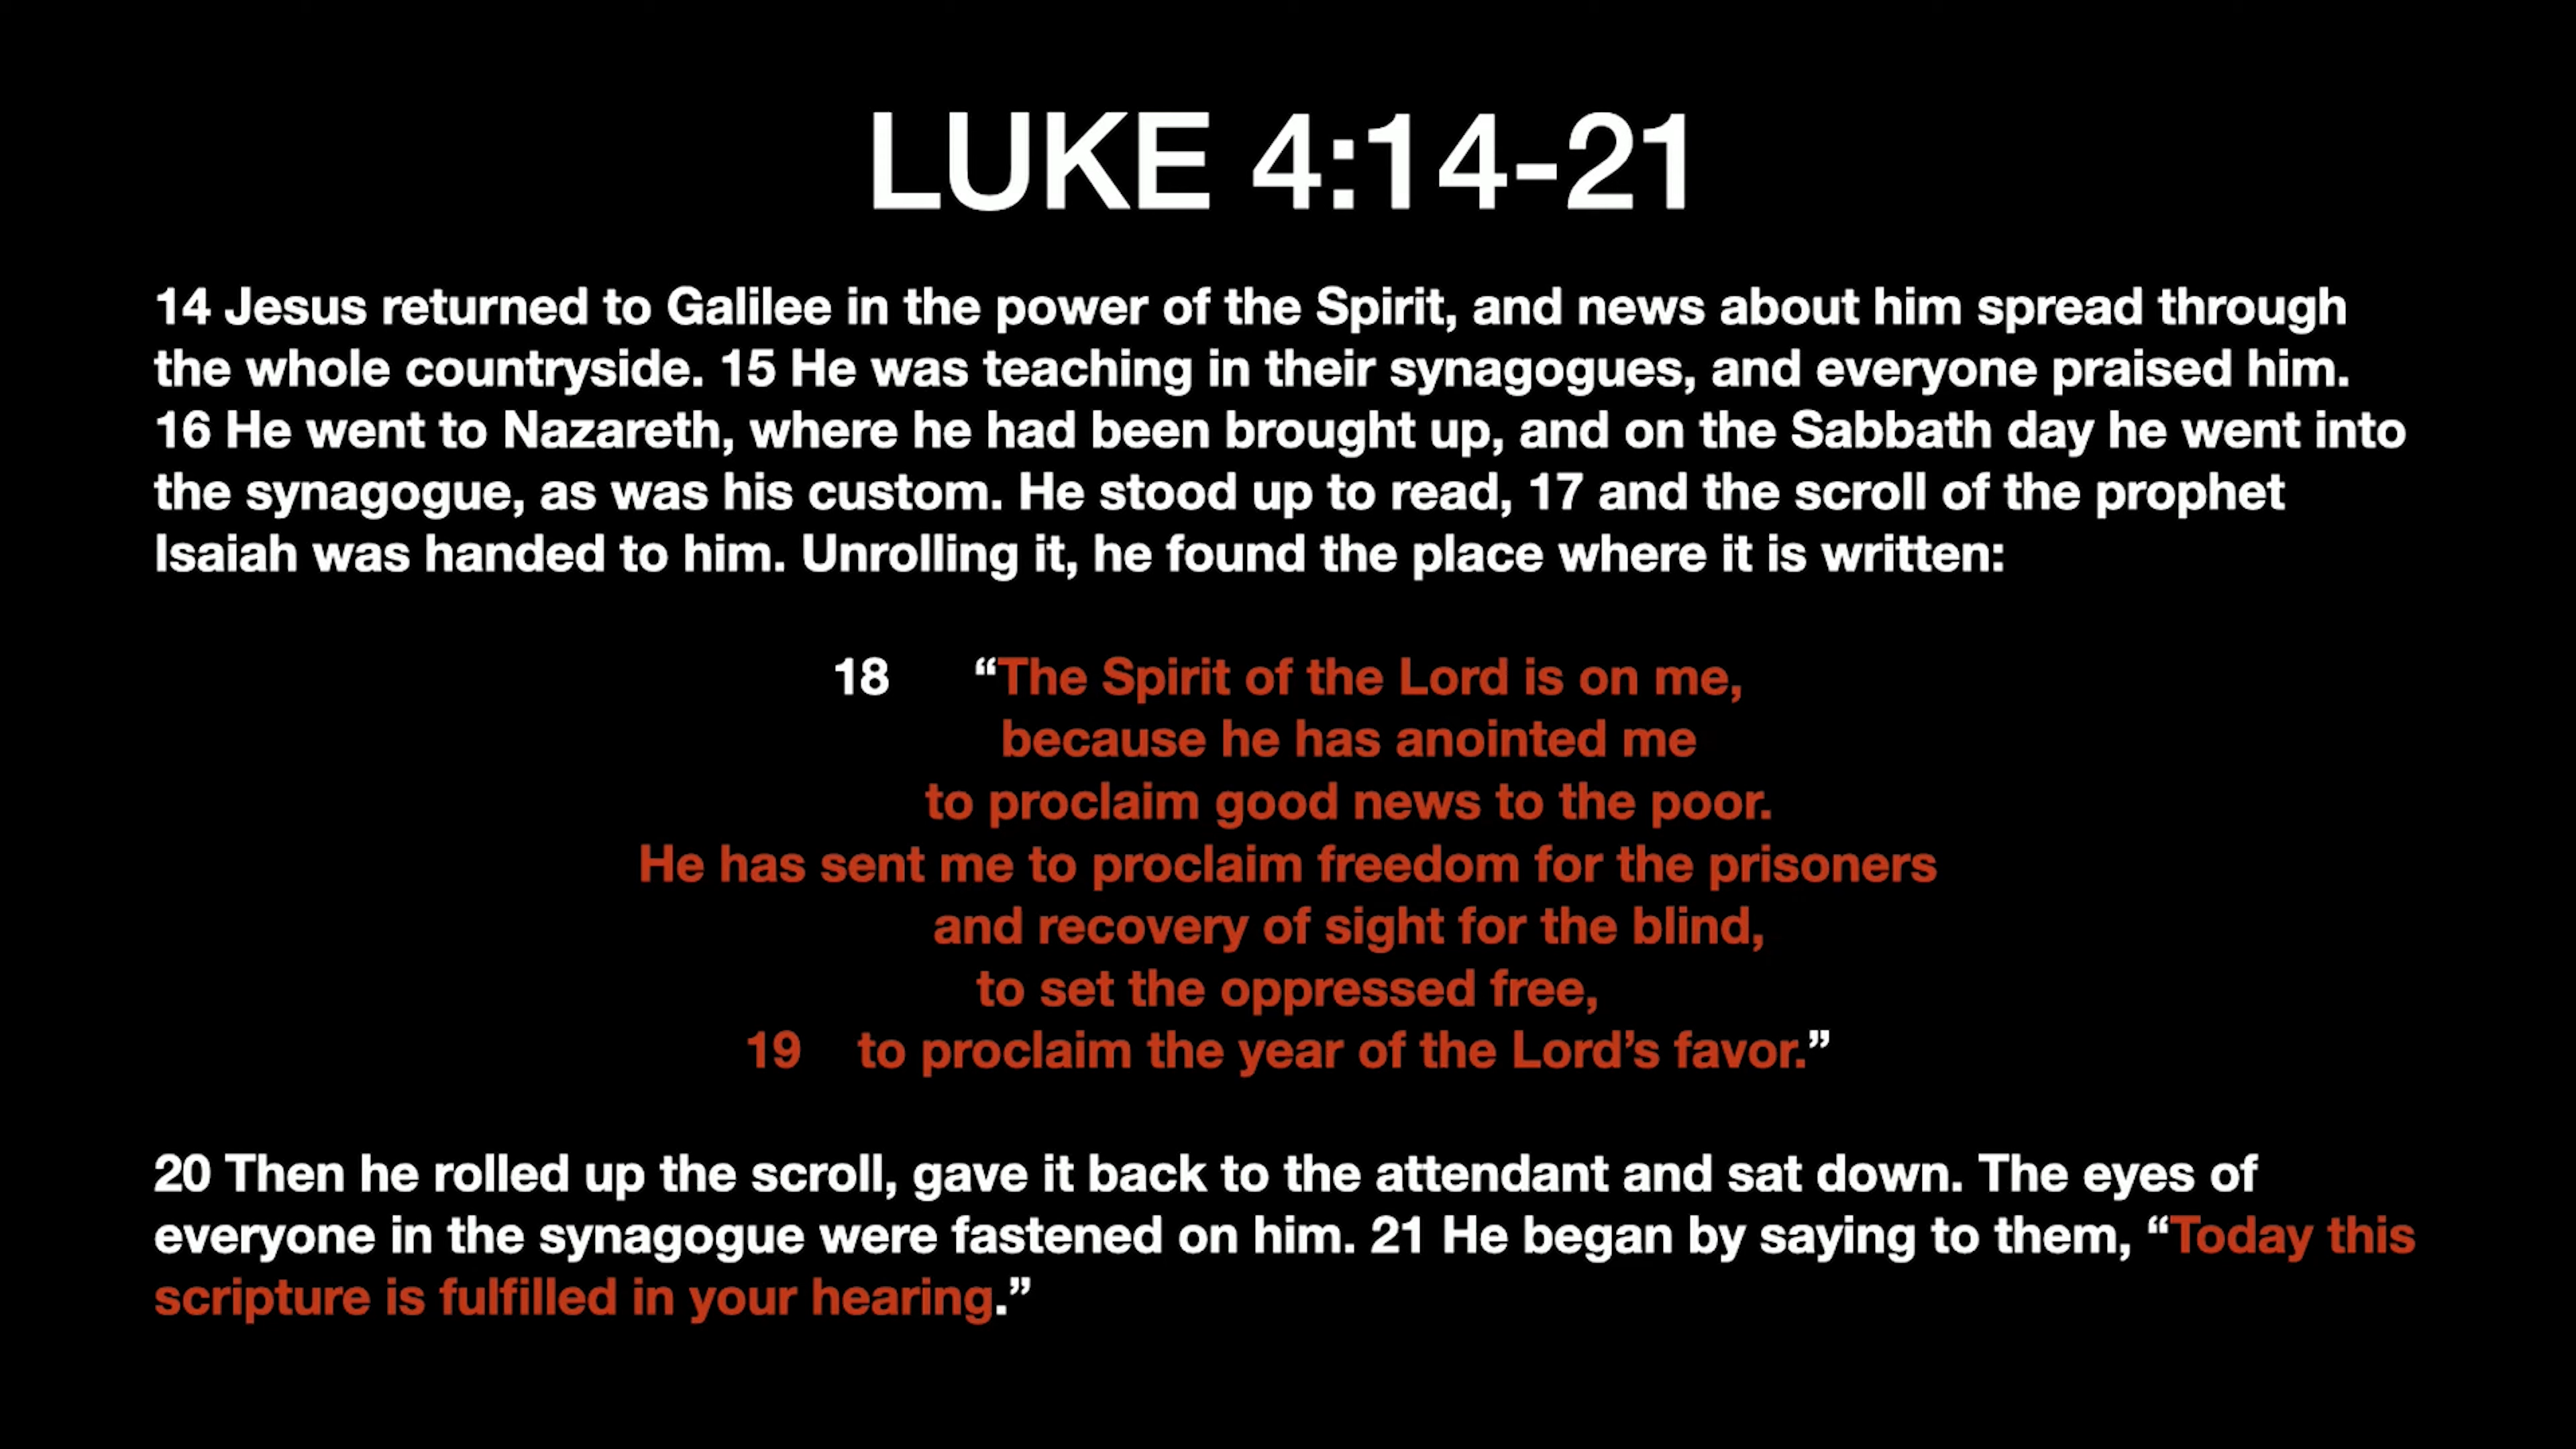 LUKE 4:14-21
14 Jesus returned to Galilee in the power of the Spirit, and news about him spread through
the whole countryside. 15 He was teaching in their synagogues, and everyone praised him.
16 He went to Nazareth, where he had been brought up, and on the Sabbath day he went into
the synagogue, as was his custom. He stood up to read, 17 and the scroll of the prophet
Isaiah was handed to him. Unrolling it, he found the place where it is written:
18 “The Spirit of the Lord is on me,
because he has anointed me
to proclaim good news to the poor.
He has sent me to proclaim freedom for the prisoners
and recovery of sight for the blind,
to set the oppressed free,
19 to proclaim the year of the Lord’s favor.”
20 Then he rolled up the scroll, gave it back to the attendant and sat down. The eyes of
everyone in the synagogue were fastened on him. 21 He began by saying to them, “Today this
scripture is fulfilled in your hearing.”